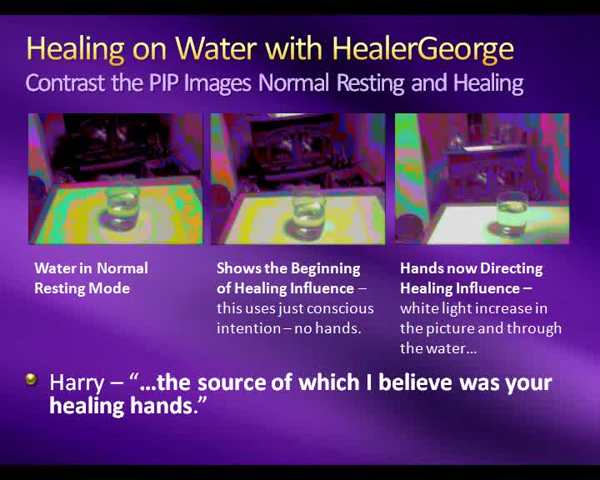 Healing on Water with HealerGeorge
Contrast the PIP Images Normal Resting and Healing
Water in Normal
Resting Mode
Shows the Beginning
of Healing Influence –
this uses just conscious
intention – no hands.
Hands now Directing
Healing Influence –
white light increase in
the picture and through
the water…
Harry – “…the source of which I believe was your
healing hands.”